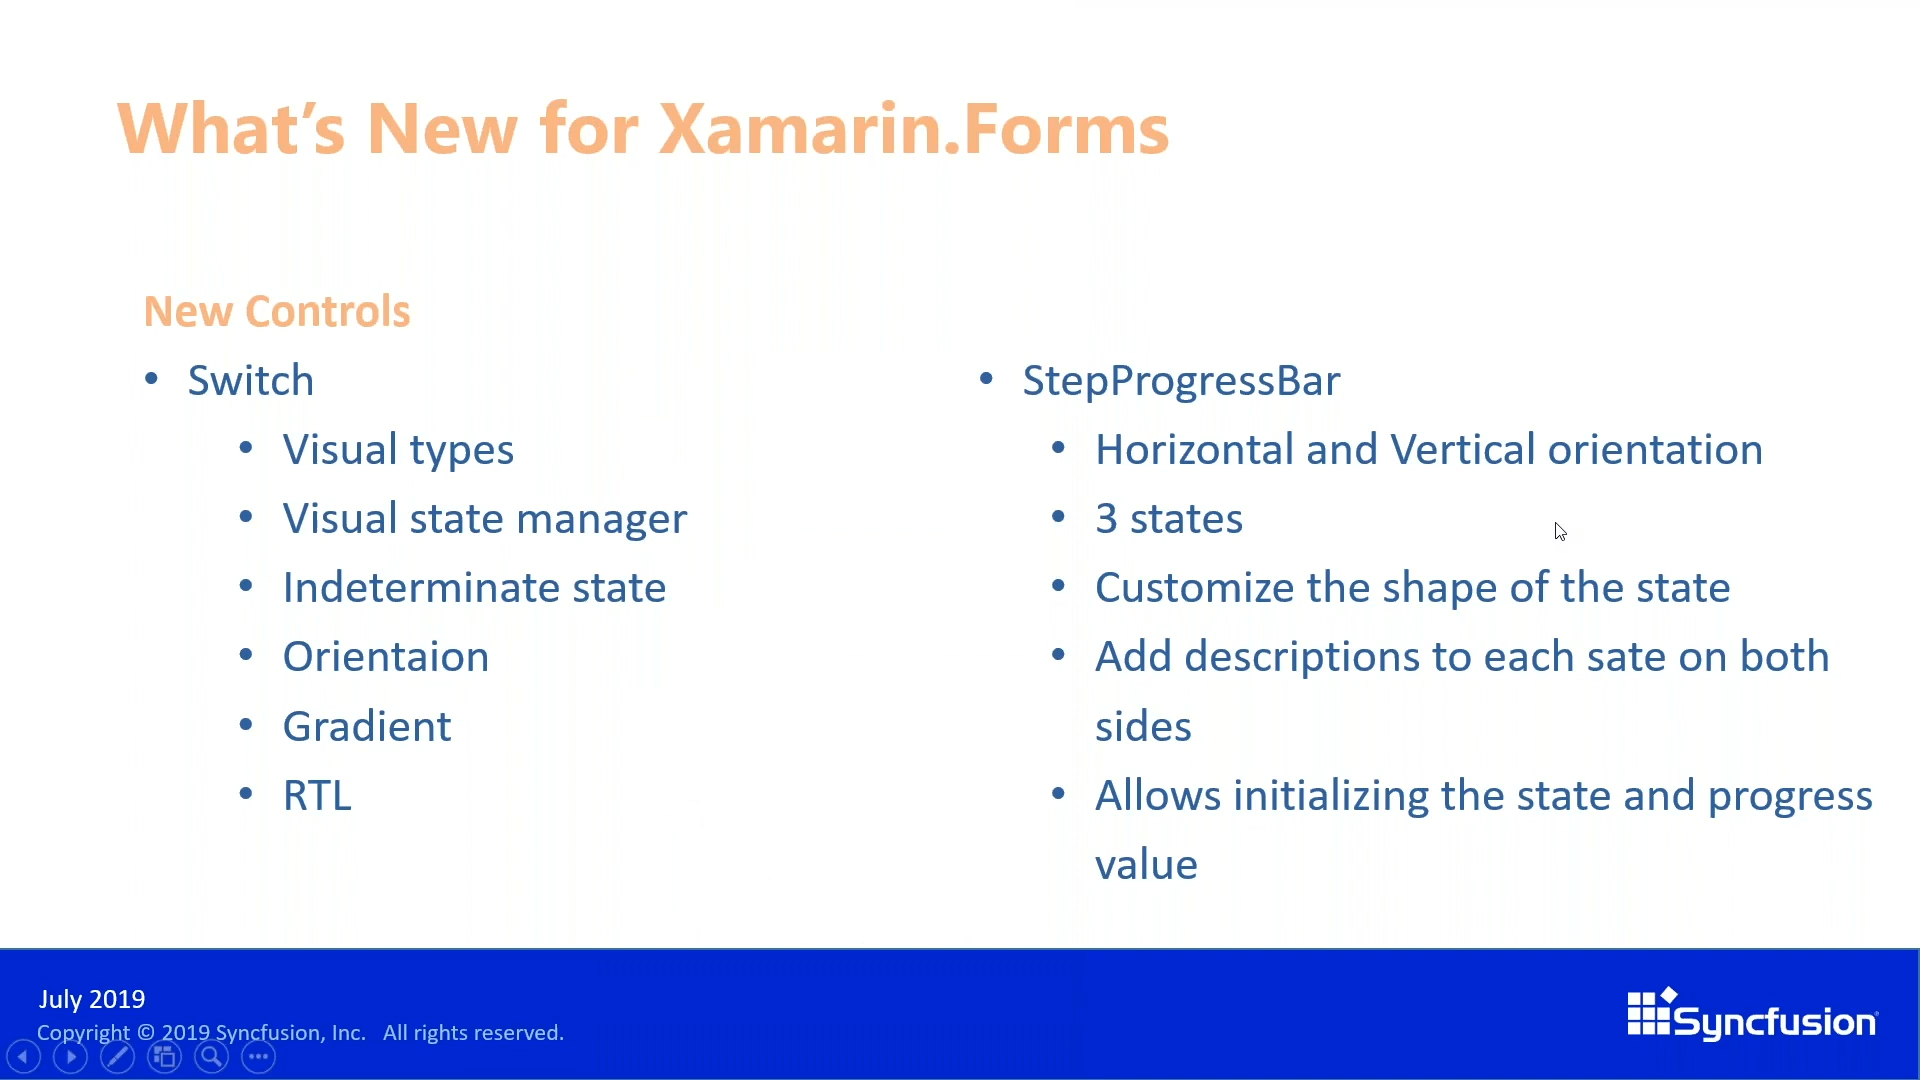 What's New for Xamarin.Forms
New Controls
• Switch
• Visual types
• Visual state manager
• Indeterminate state
• Orientaion
• Gradient
• RTL
• StepProgressBar
• Horizontal and Vertical orientation
• 3 states
• Customize the shape of the state
• Add descriptions to each sate on both
sides
• Allows initializing the state and progress
value
July 2019
Copyright © 2019 Syncfusion, Inc. All rights reserved.
Syncfusion